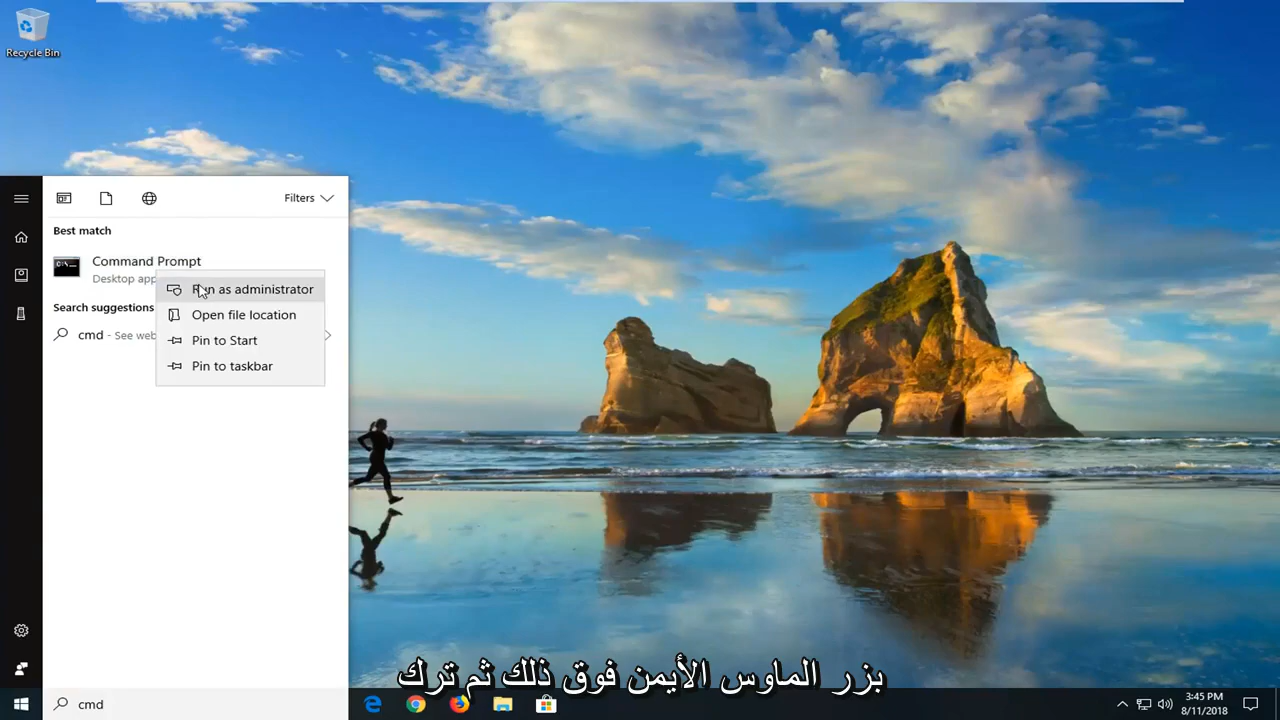 Recycle Bin
Filters
Best match
Command Prompt
Desktop app
Run as administrator
Search suggestions
Open file location
cmd - See web
Pin to Start
Pin to taskbar
بزر الماوس الأيمن فوق ذلك ثم ترك
cmd
3:45 PM
8/11/2018